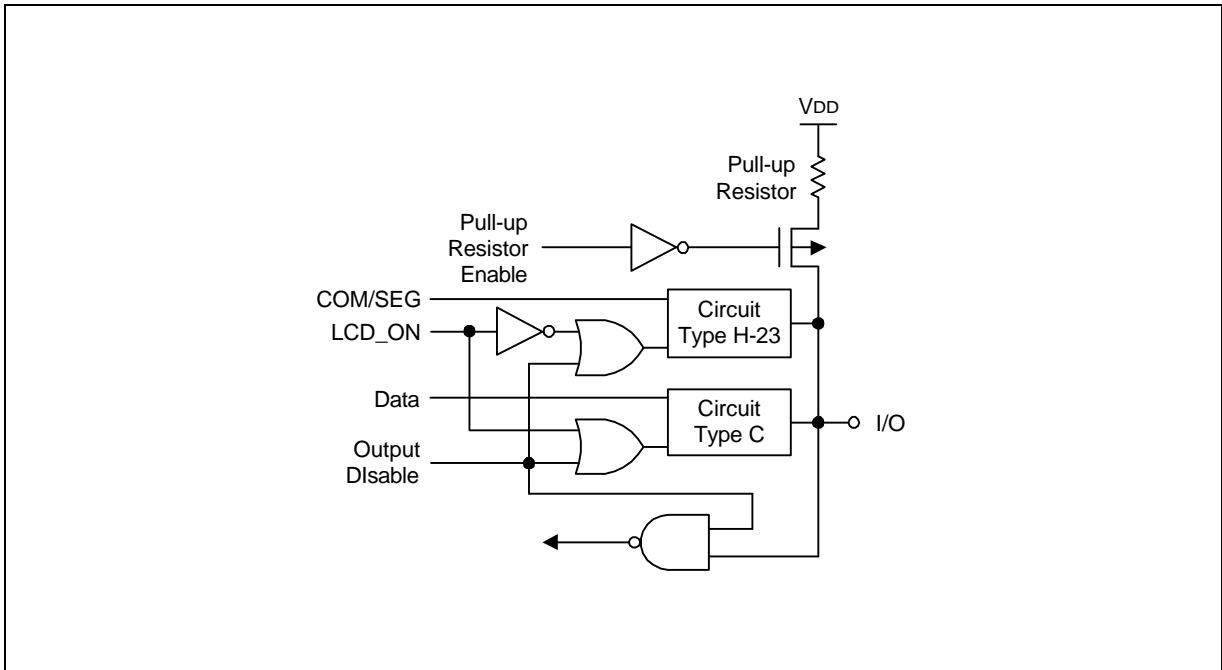 VDD
Pull-up
Resistor
Pull-up
Resistor
Enable
COM/SEG
LCD_ON
Circuit
Type H-23
Data
Circuit
Type C
I/O
Output
DIsable